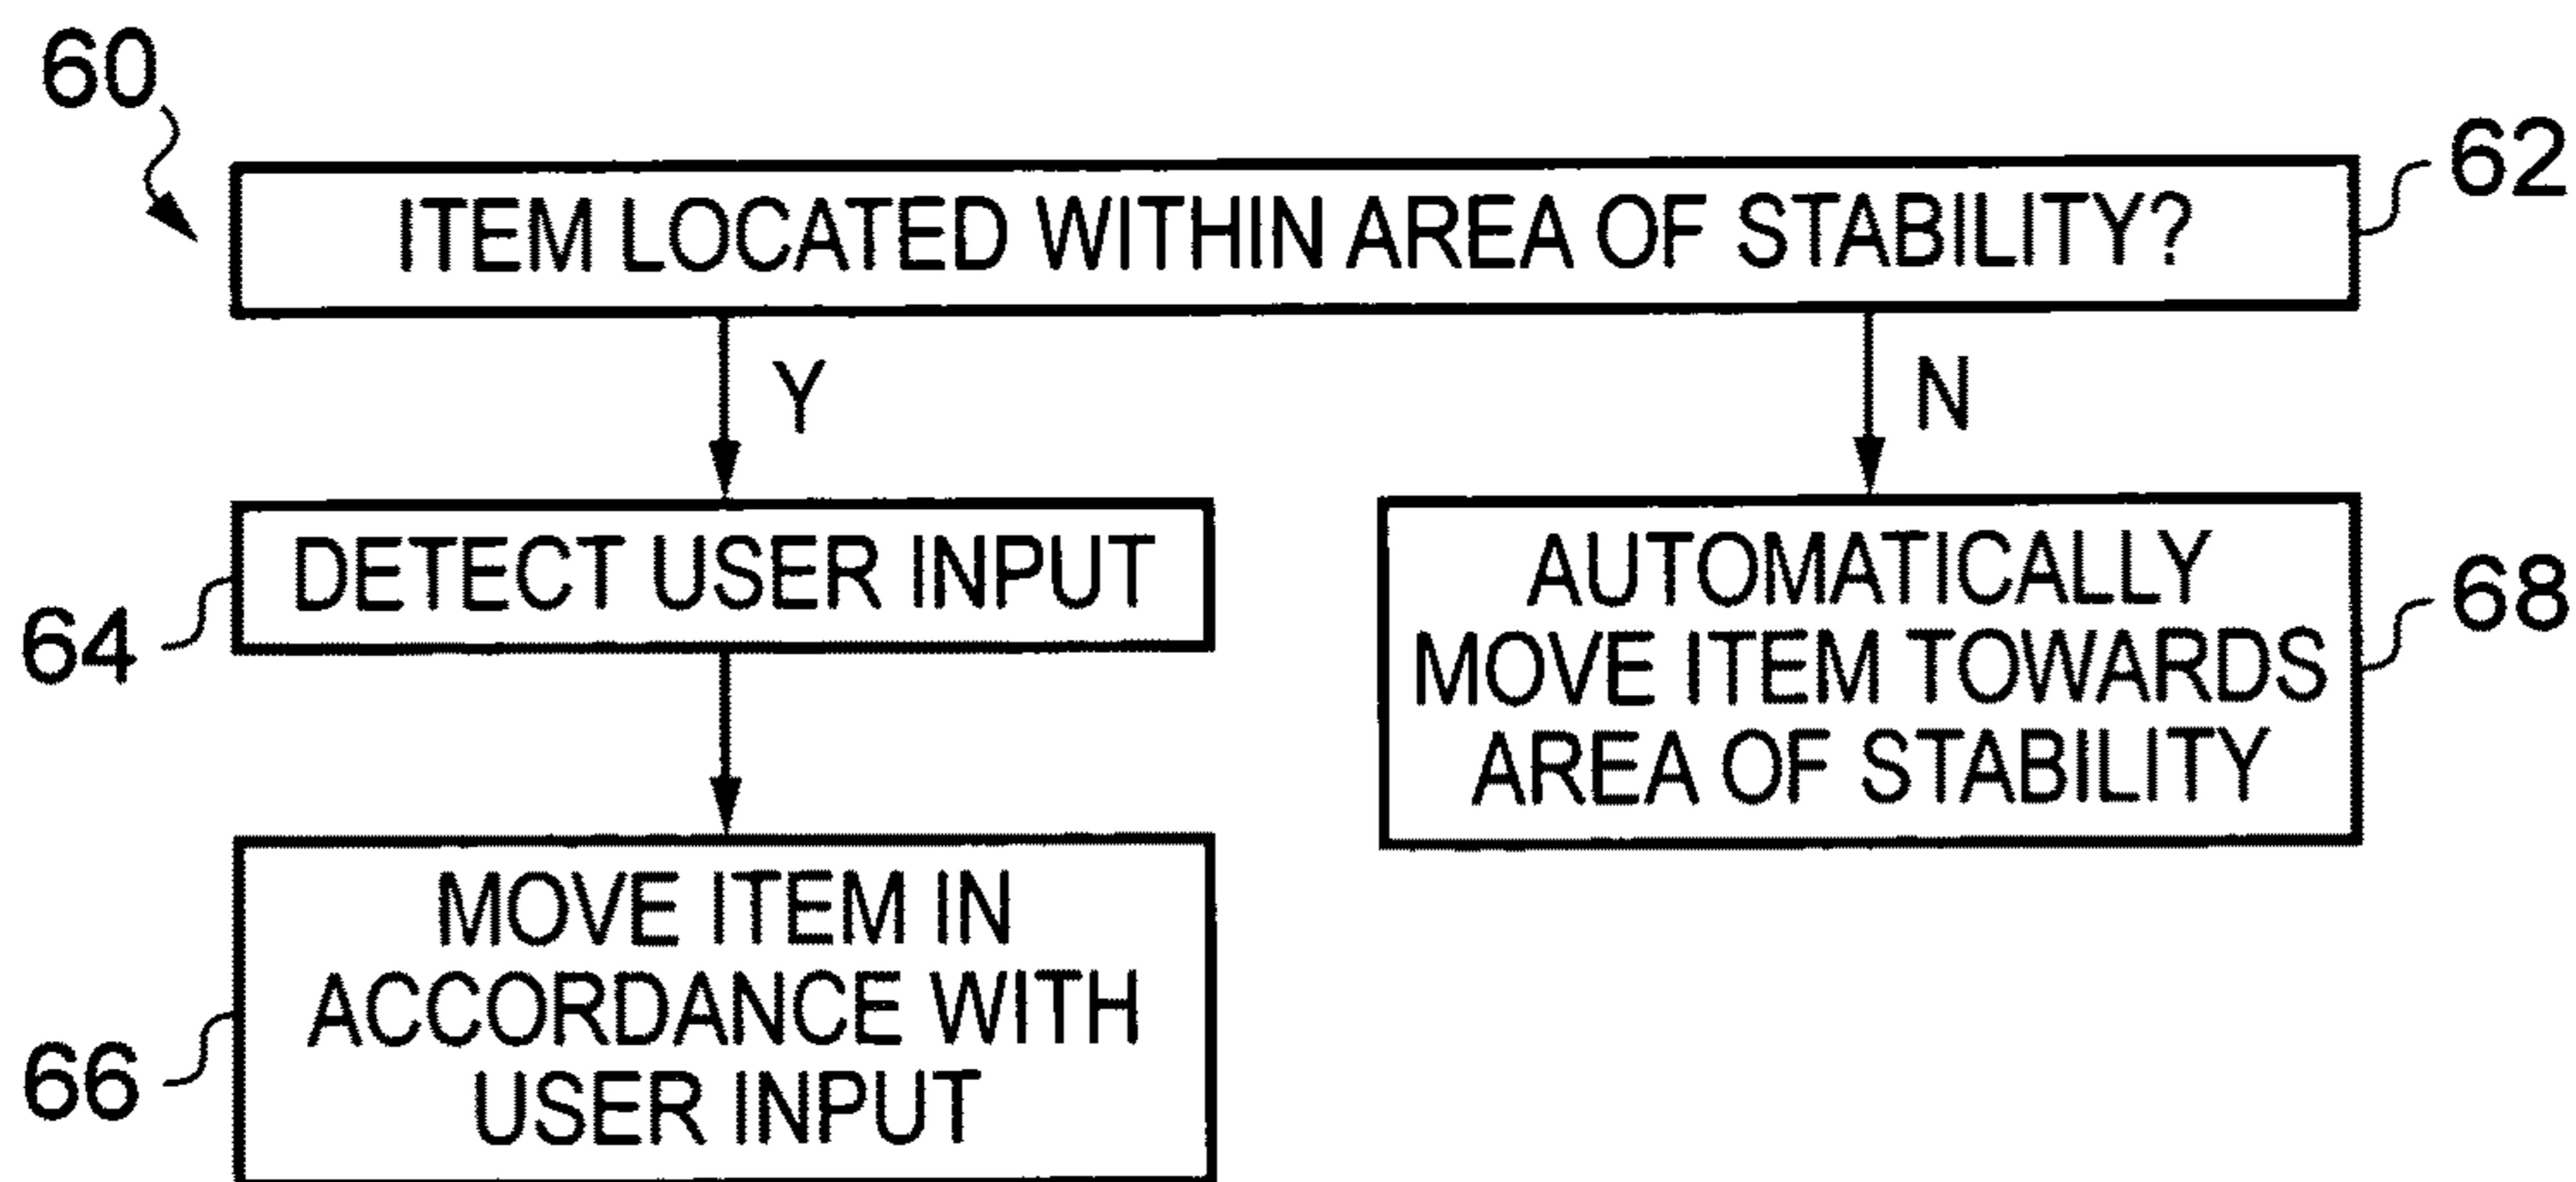 60
62
ITEM LOCATED WITHIN AREA OF STABILITY?
Y
N
64
DETECT USER INPUT
68
AUTOMATICALLY
MOVE ITEM TOWARDS
AREA OF STABILITY
66
MOVE ITEM IN
ACCORDANCE WITH
USER INPUT